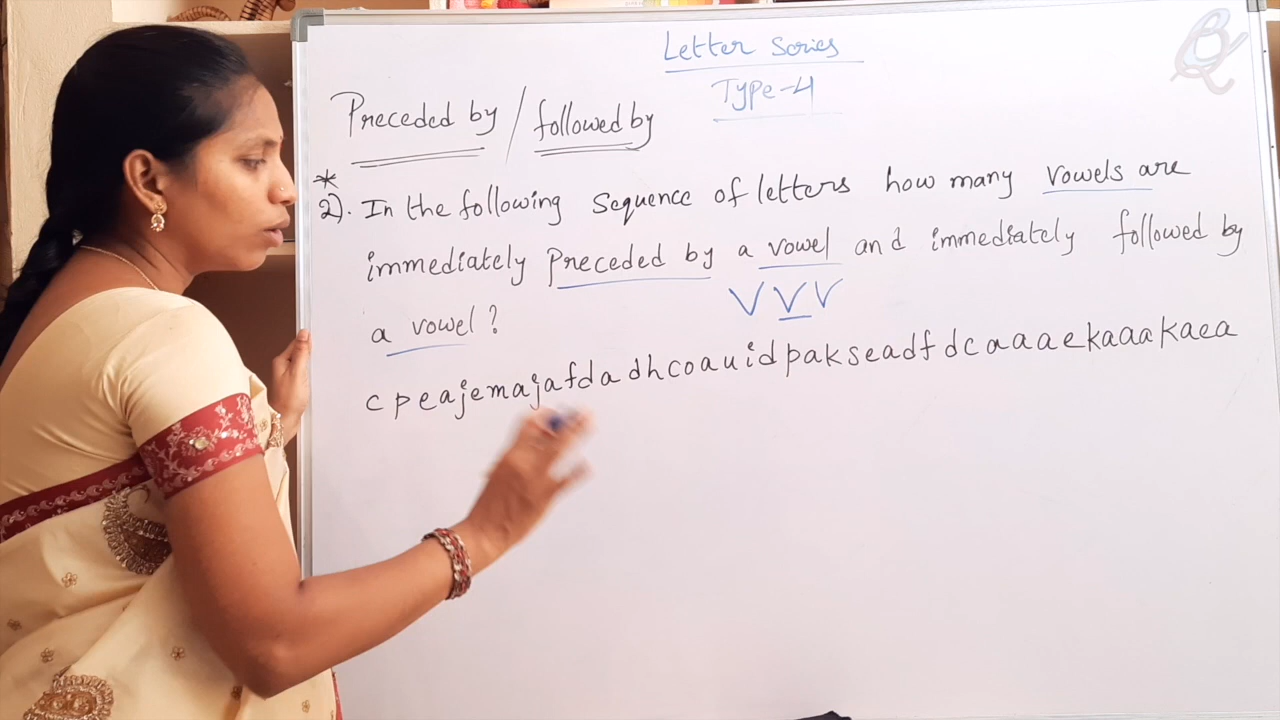 Letter Series
Type-4
Preceded by / followed by
*
2). In the following sequence of letters how many vowels are
immediately preceded by a vowel and immediately followed by
a vowel?
V V V
c p e a j e m a j a f d a d h c o a u i d p a k s e a d f d c a a a e k a a a k a e a